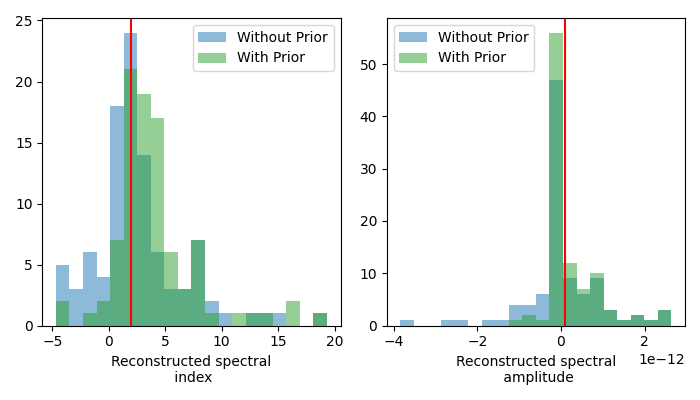 25
20
15
10
5
0
−5
0
5
10
15
20
Without Prior
With Prior
Reconstructed spectral
index
50
40
30
20
10
0
−4
−2
0
2
1e−12
Without Prior
With Prior
Reconstructed spectral
amplitude